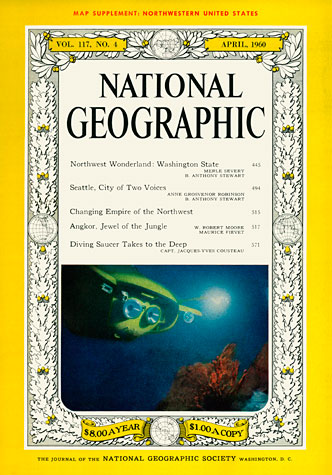 MAP SUPPLEMENT: NORTHWESTERN UNITED STATES
VOL. 117, NO. 4
APRIL, 1960
NATIONAL
GEOGRAPHIC
Northwest Wonderland: Washington State 445
MERLE SEVERY
B. ANTHONY STEWART
Seattle, City of Two Voices 494
ANNE GROSVENOR ROBINSON
B. ANTHONY STEWART
Changing Empire of the Northwest 515
Angkor, Jewel of the Jungle W. ROBERT MOORE 517
MAURICE FIEVET
Diving Saucer Takes to the Deep 571
CAPT. JACQUES-YVES COUSTEAU
$8.00 A YEAR
$1.00 A COPY
THE JOURNAL OF THE NATIONAL GEOGRAPHIC SOCIETY WASHINGTON, D. C.